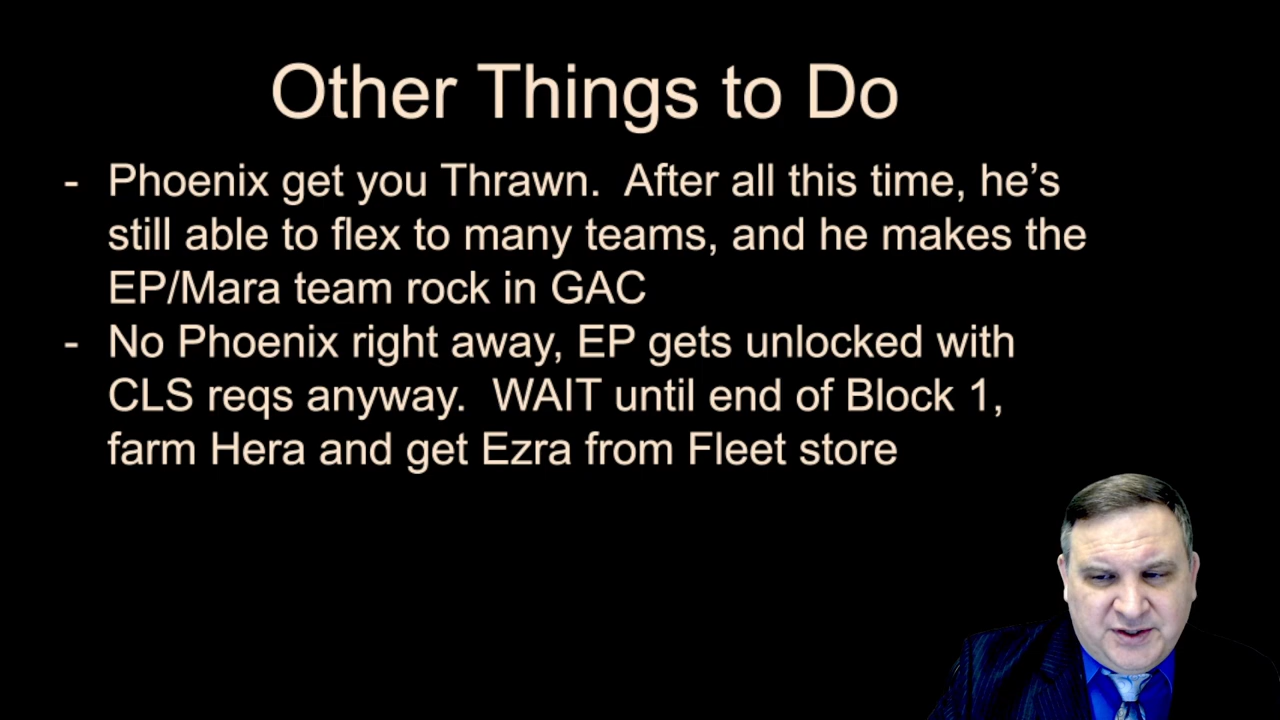 Other Things to Do
- Phoenix get you Thrawn.  After all this time, he’s
still able to flex to many teams, and he makes the
EP/Mara team rock in GAC
- No Phoenix right away, EP gets unlocked with
CLS reqs anyway.  WAIT until end of Block 1,
farm Hera and get Ezra from Fleet store